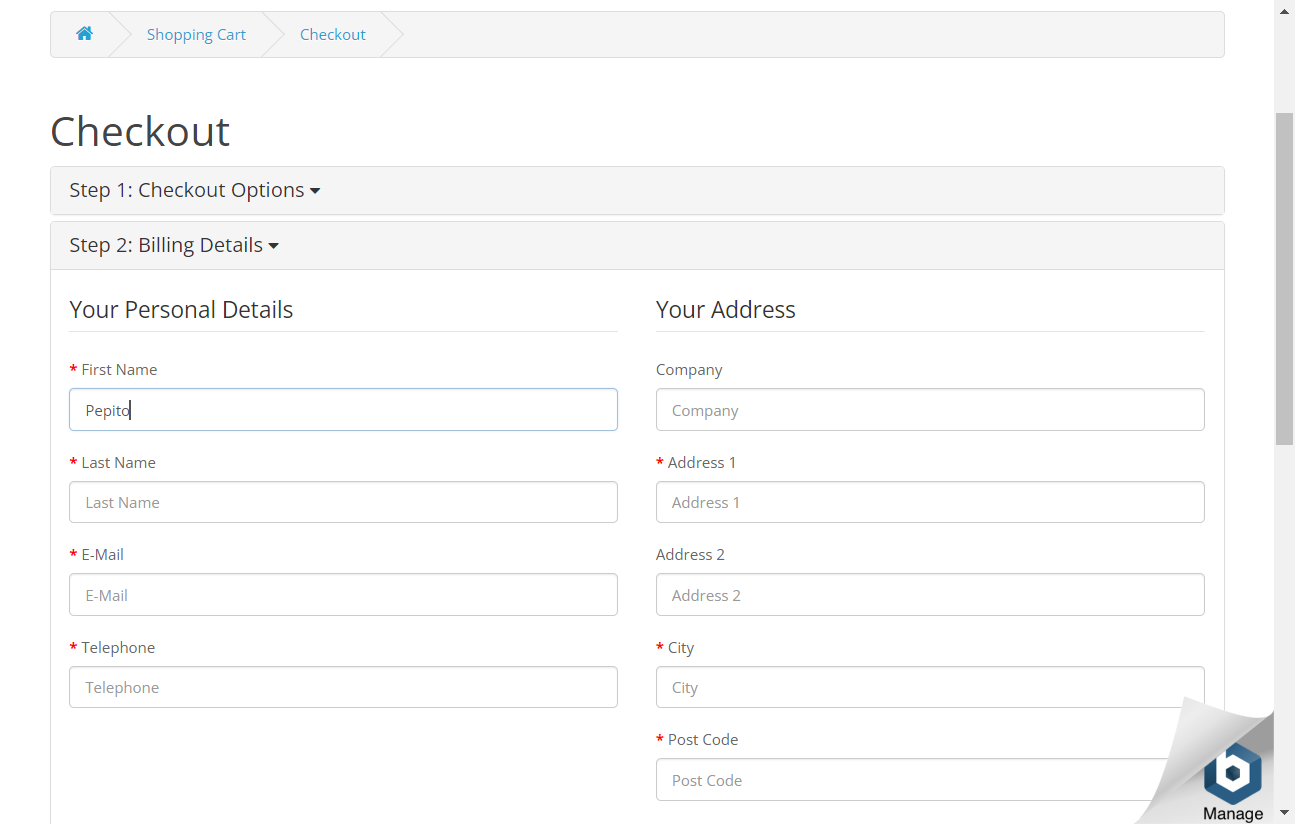 Shopping Cart
Checkout
Checkout
Step 1: Checkout Options
Step 2: Billing Details
Your Personal Details
* First Name
Pepito
* Last Name
Last Name
* E-Mail
E-Mail
* Telephone
Telephone
Your Address
Company
Company
* Address 1
Address 1
Address 2
Address 2
* City
City
* Post Code
Post Code
Manage